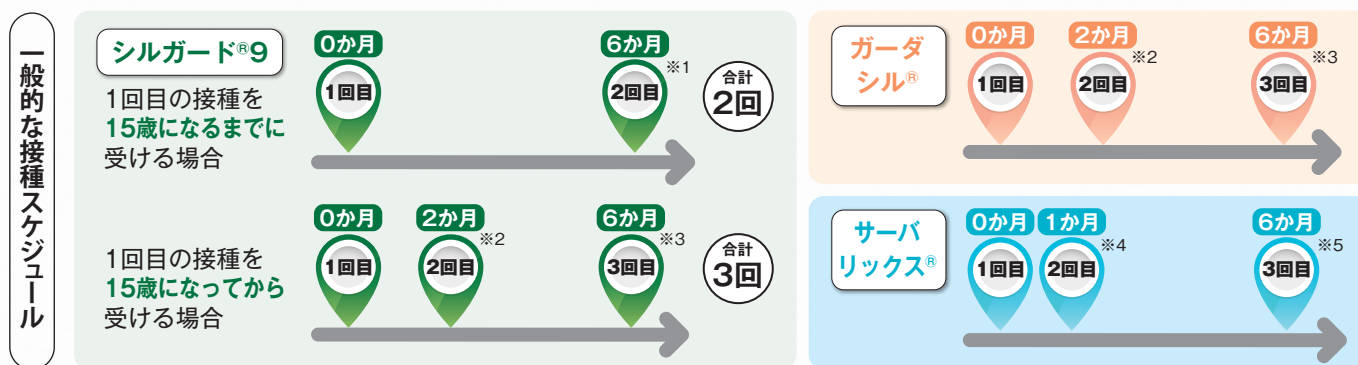 一般的な接種スケジュール
シルガード®9
1回目の接種を
15歳になるまでに
受ける場合
0か月
6か月
1回目
2回目
※1
合計
2回
1回目の接種を
15歳になってから
受ける場合
0か月
2か月
6か月
1回目
2回目
※2
3回目
※3
合計
3回
ガーダ
シル®
0か月
2か月
6か月
1回目
2回目
※2
3回目
※3
サーバ
リックス®
0か月
1か月
6か月
1回目
2回目
※4
3回目
※5